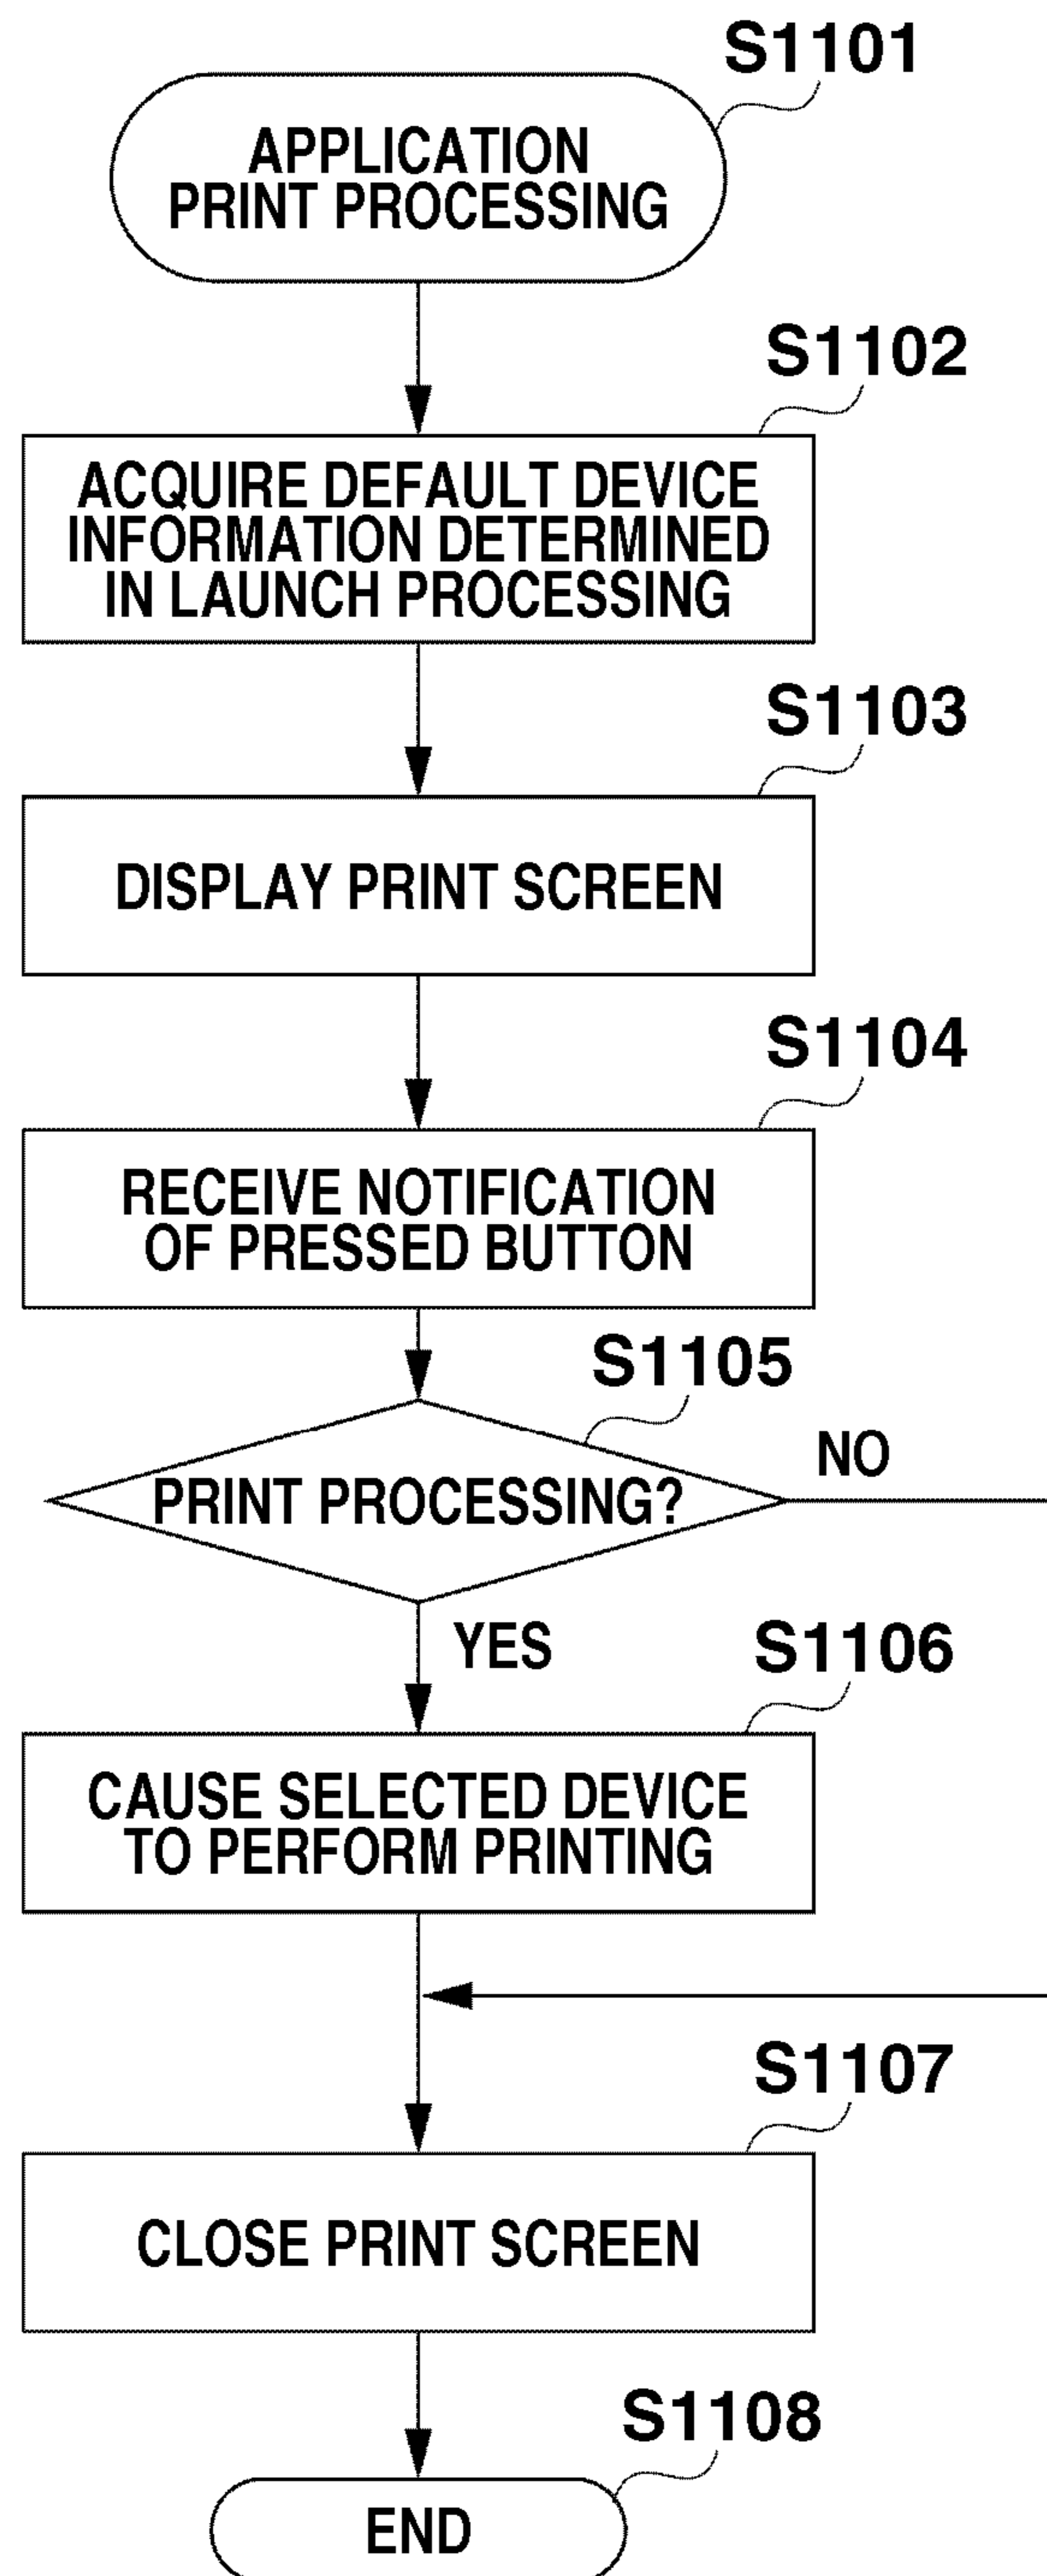 S1101
APPLICATION
PRINT PROCESSING
S1102
ACQUIRE DEFAULT DEVICE
INFORMATION DETERMINED
IN LAUNCH PROCESSING
S1103
DISPLAY PRINT SCREEN
S1104
RECEIVE NOTIFICATION
OF PRESSED BUTTON
S1105
PRINT PROCESSING?
NO
YES
S1106
CAUSE SELECTED DEVICE
TO PERFORM PRINTING
S1107
CLOSE PRINT SCREEN
S1108
END